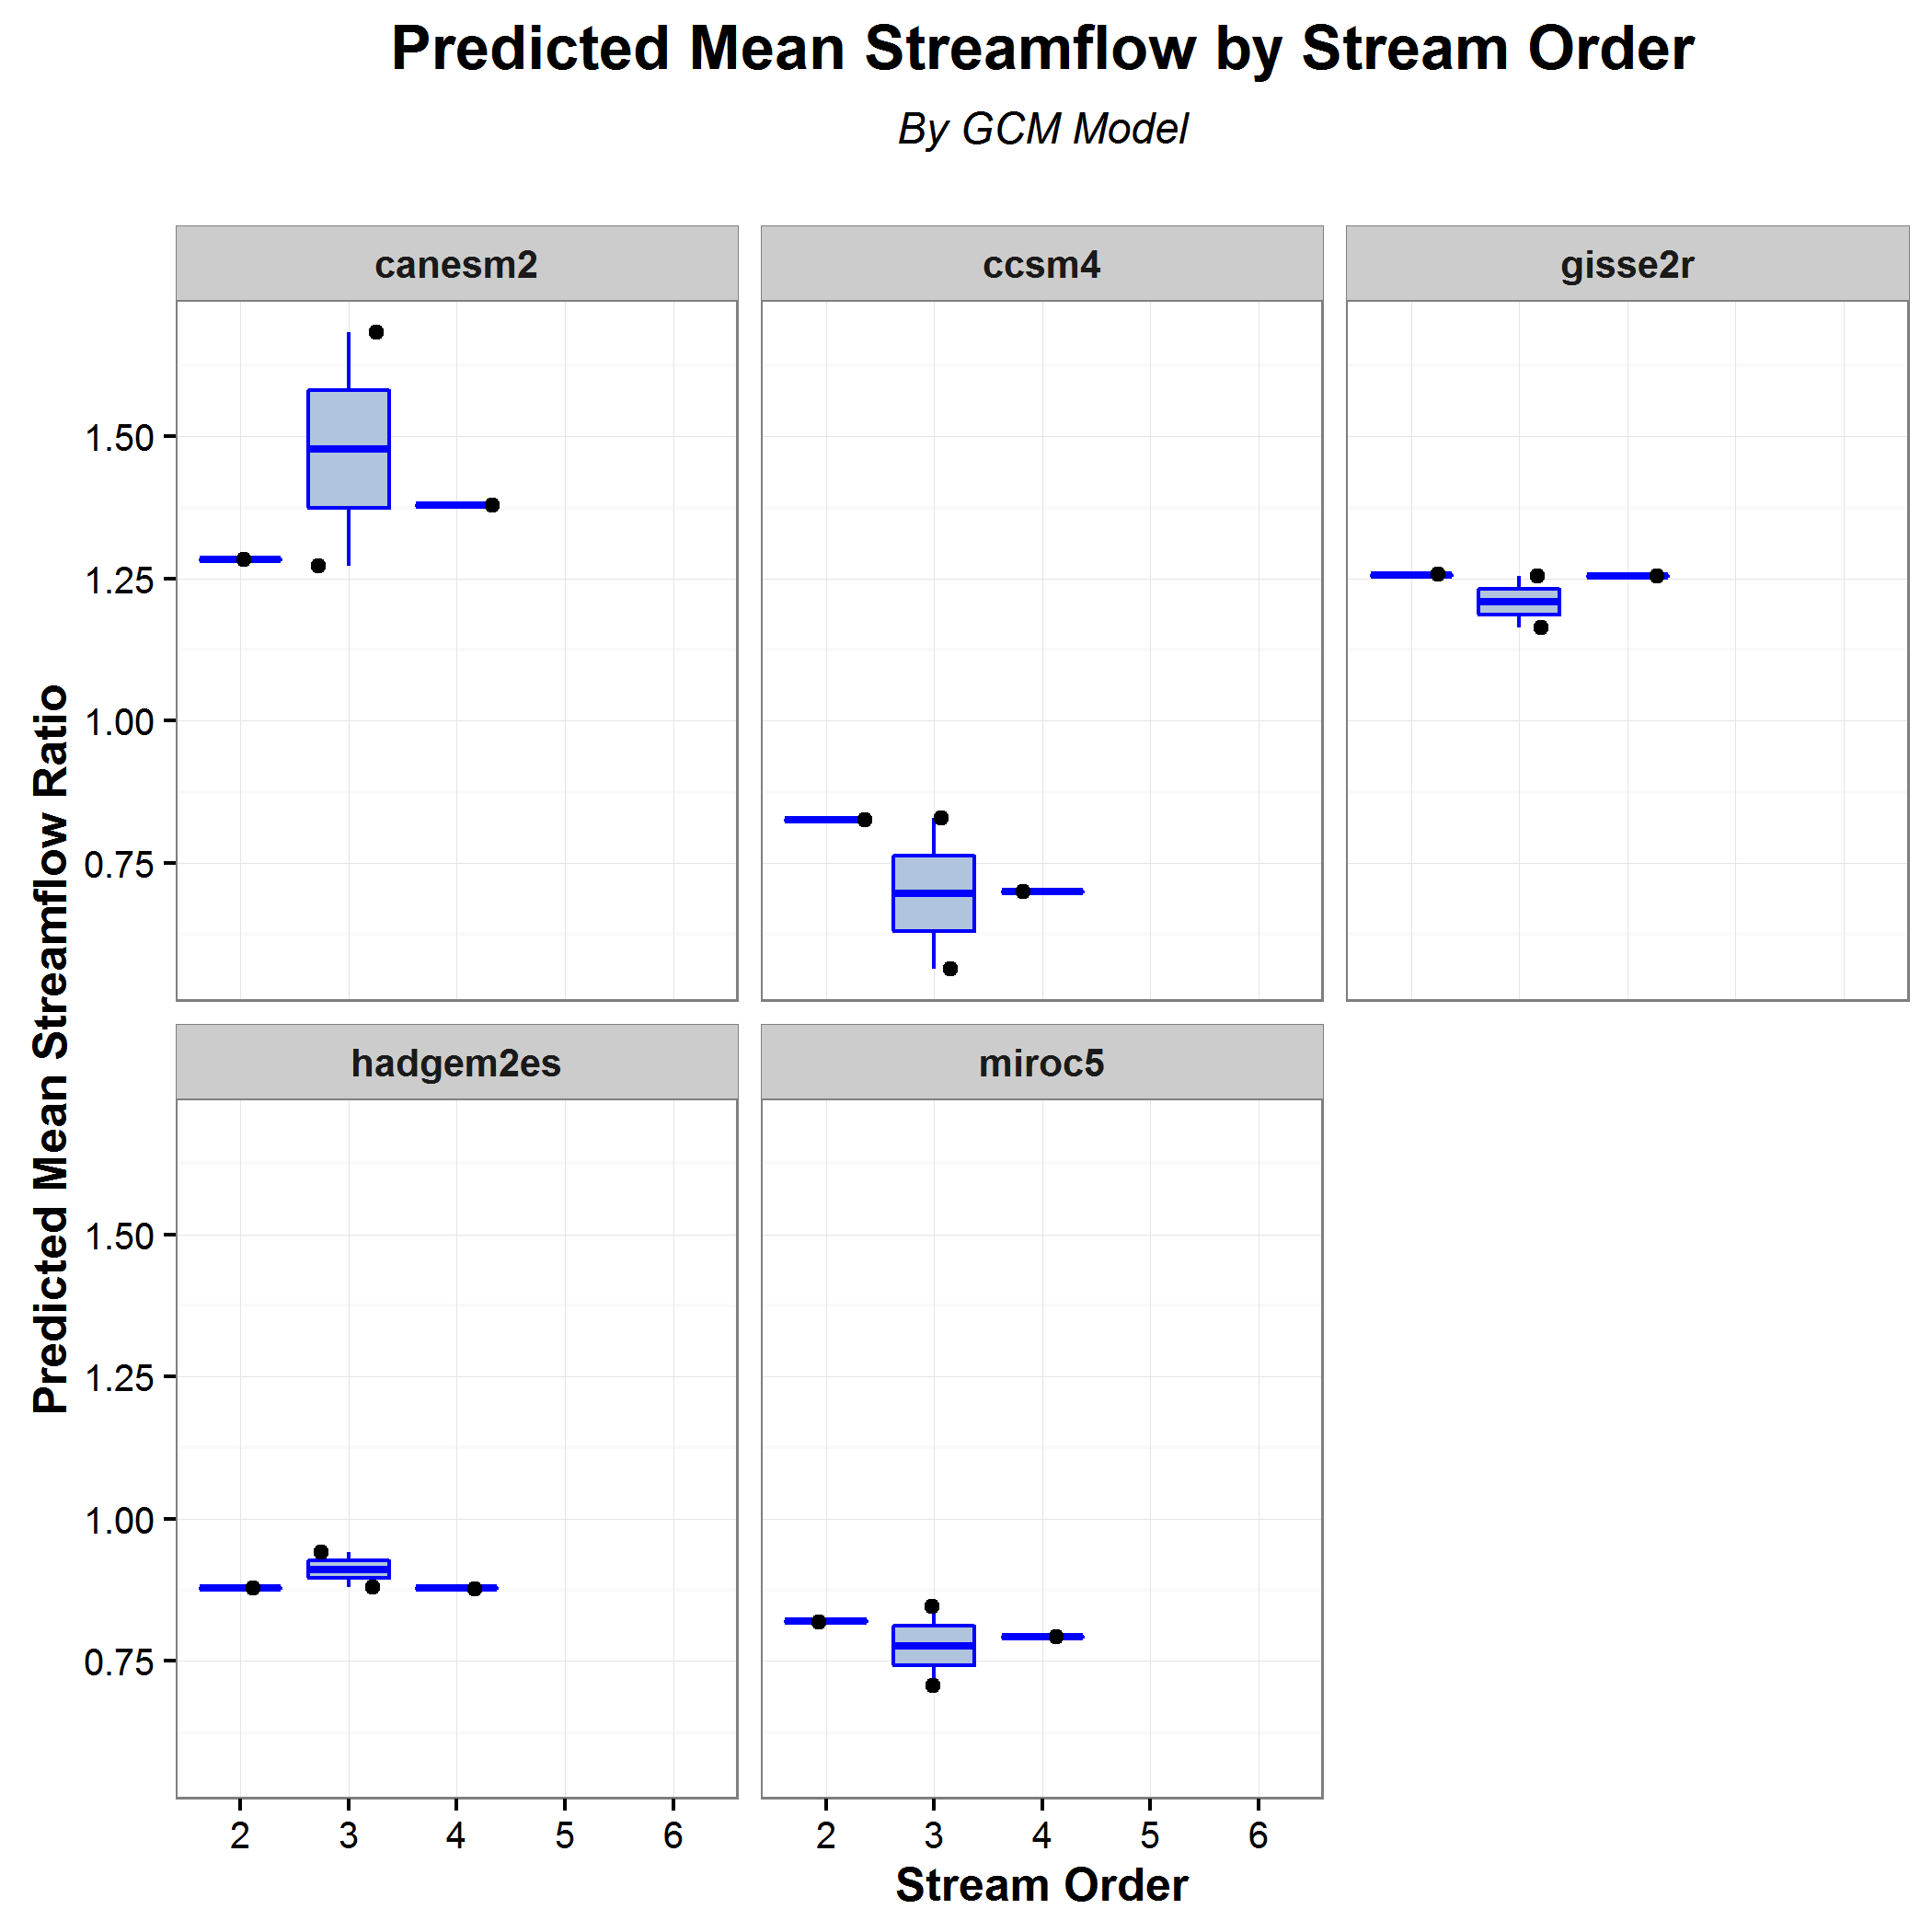 Predicted Mean Streamflow by Stream Order
By GCM Model
canesm2
ccsm4
gisse2r
1.50
1.25
1.00
0.75
Predicted Mean Streamflow Ratio
hadgem2es
miroc5
1.50
1.25
1.00
0.75
2 3 4 5 6
2 3 4 5 6
Stream Order